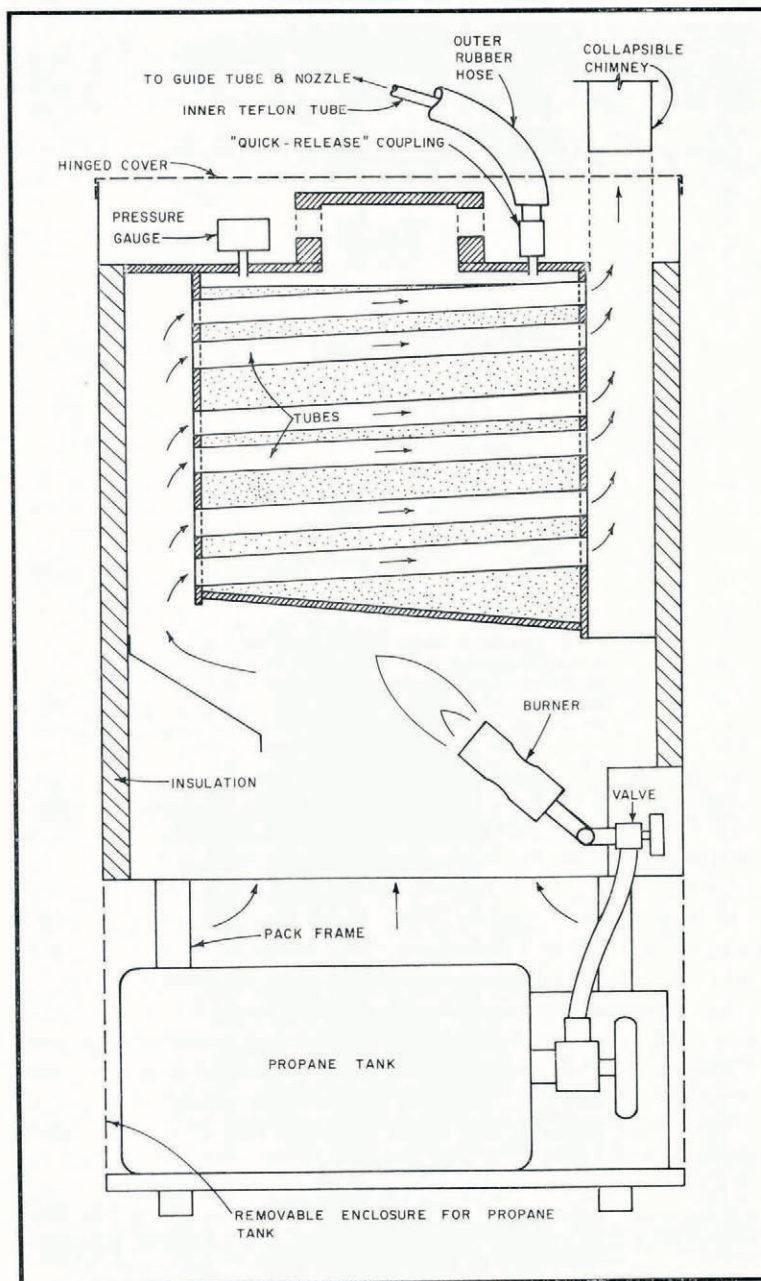 OUTER
RUBBER
HOSE
COLLAPSIBLE
CHIMNEY
TO GUIDE TUBE & NOZZLE
INNER TEFLON TUBE
"QUICK-RELEASE" COUPLING
HINGED COVER
PRESSURE
GAUGE
TUBES
BURNER
INSULATION
VALVE
PACK FRAME
PROPANE TANK
REMOVABLE ENCLOSURE FOR PROPANE
TANK